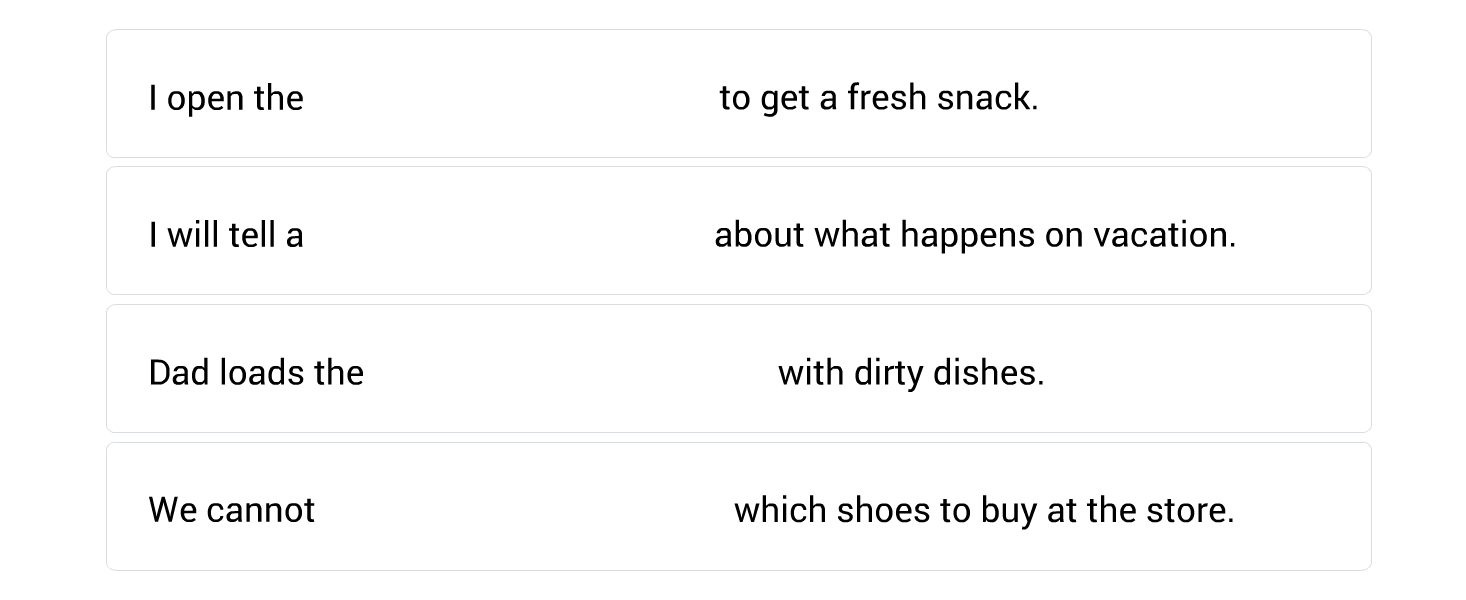 I open the to get a fresh snack.
I will tell a about what happens on vacation.
Dad loads the with dirty dishes.
We cannot which shoes to buy at the store.